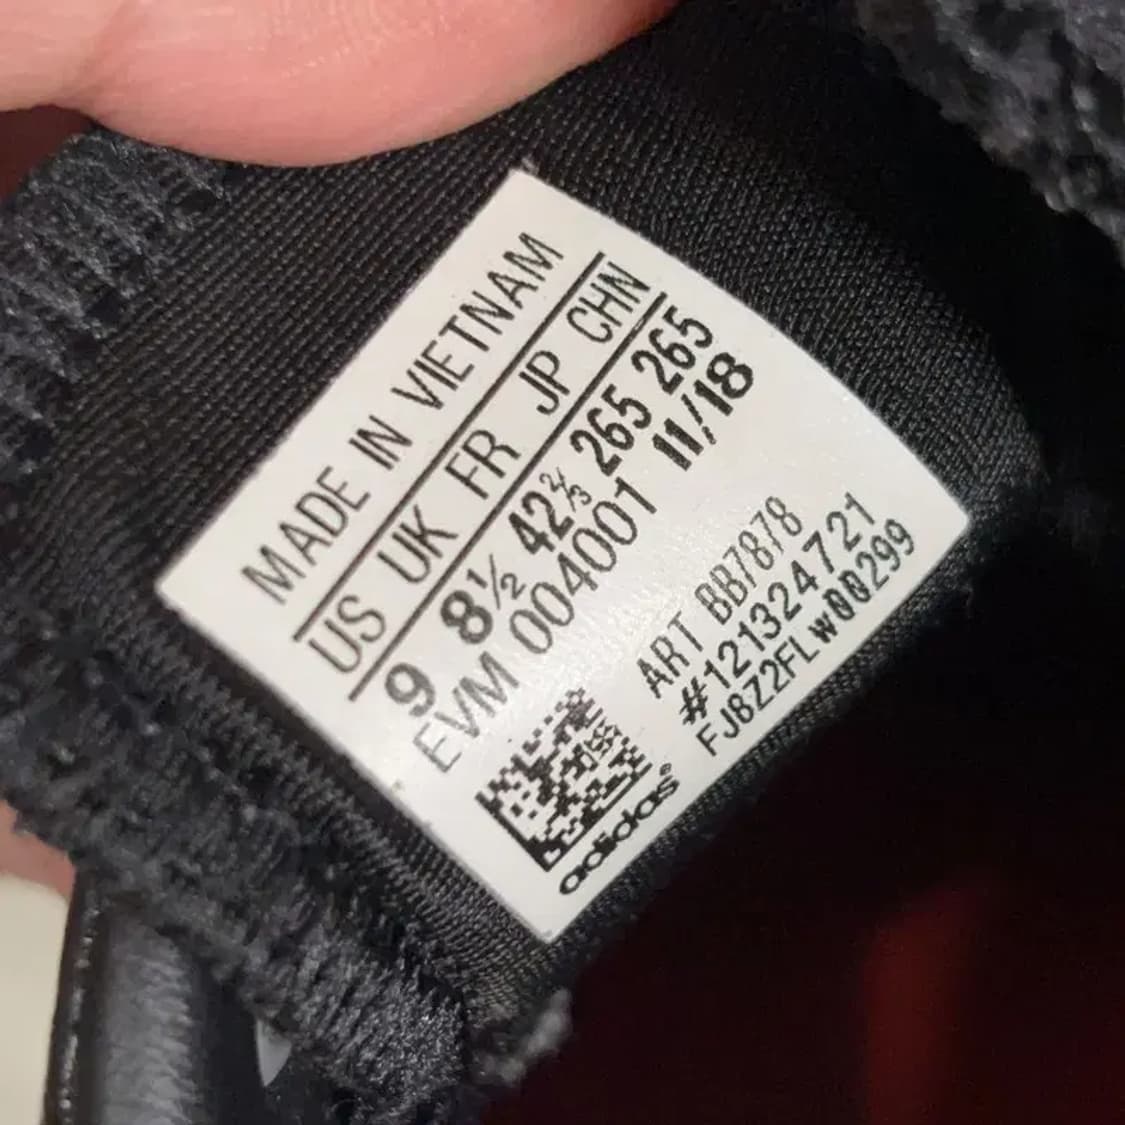 MADE IN VIETNAM
US UK FR JP CHN
9 8½ 42⅔ 265 265
EVM 004001 11/18
ART BB7878
#121324721
FJ8Z2FLw00299
adidas®